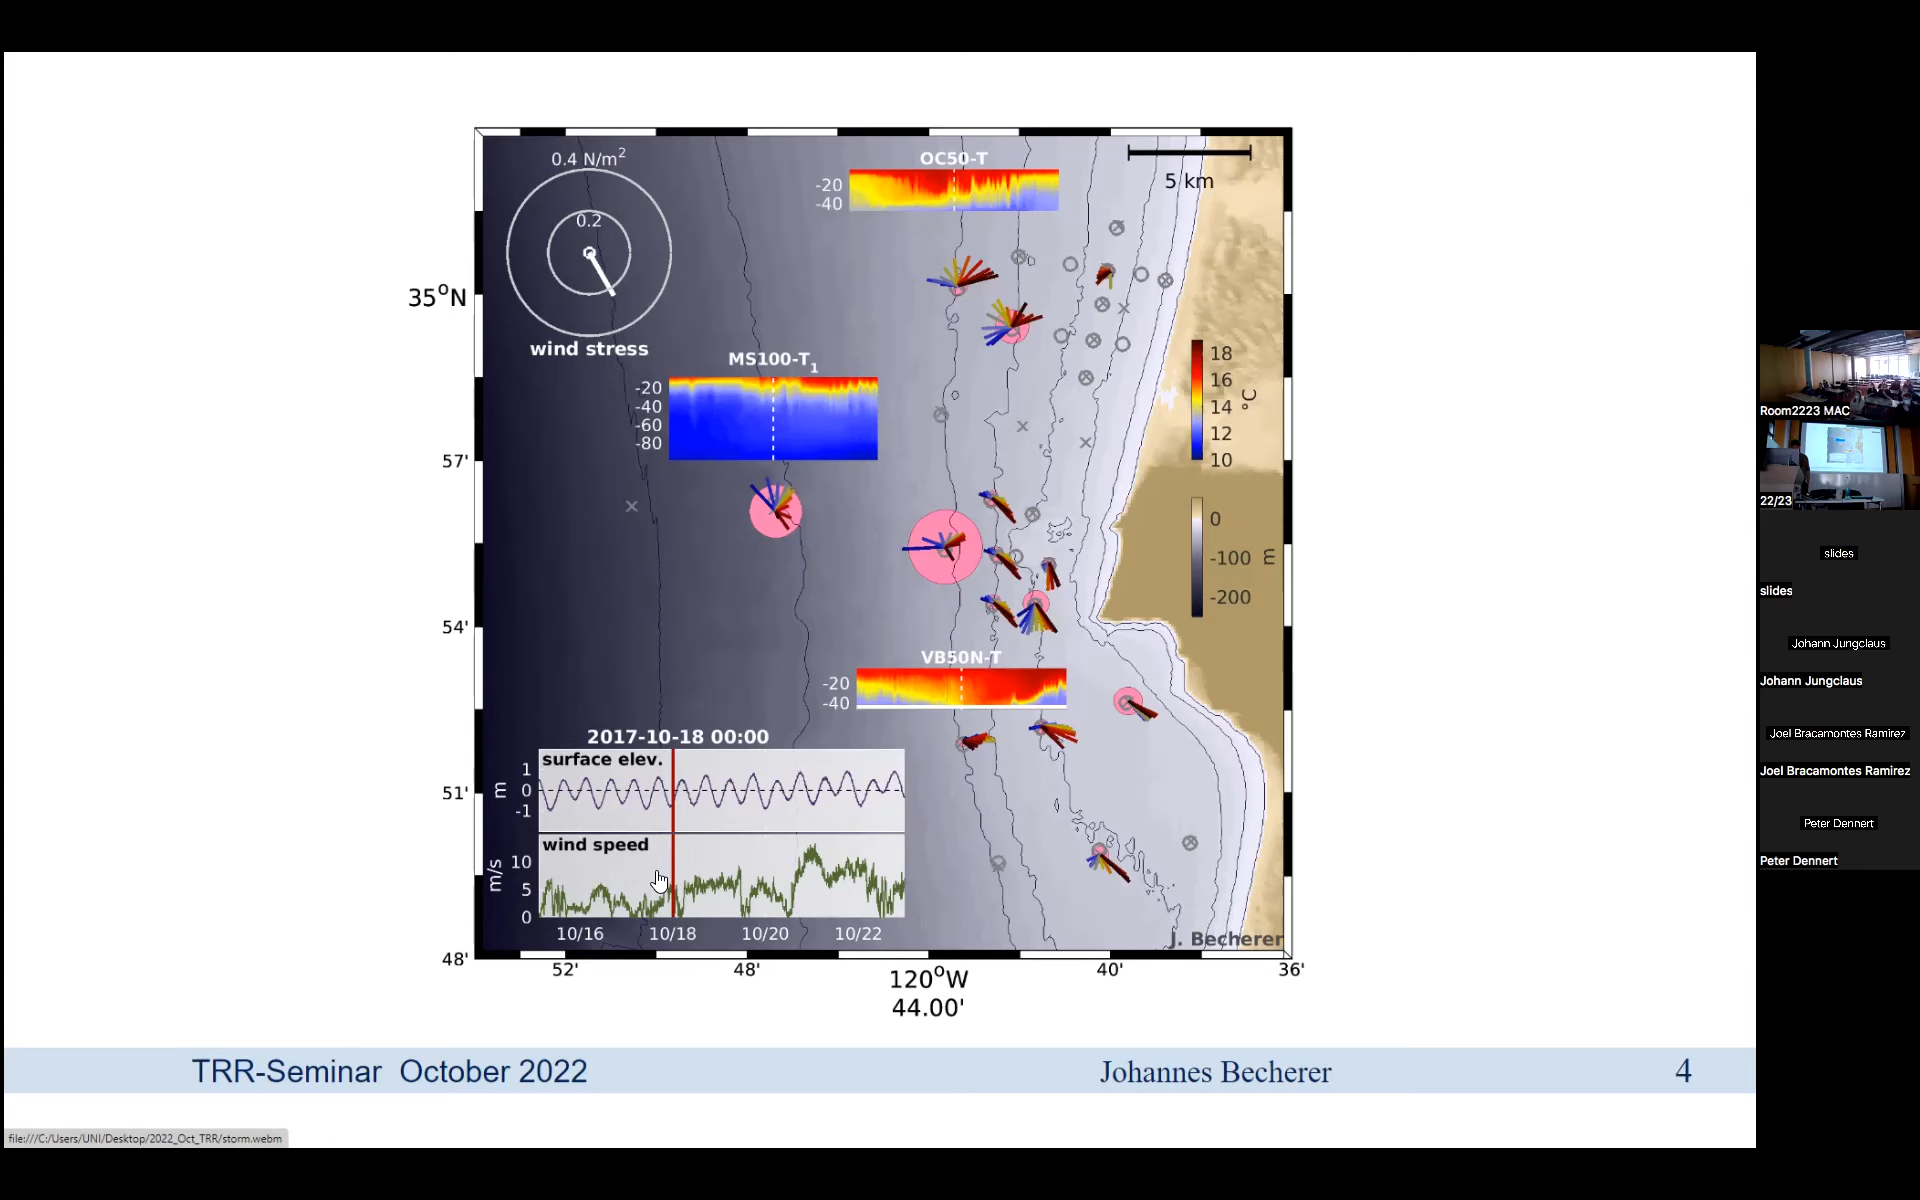 0.4 N/m2
0.2
wind stress
OC50-T
-20
-40
5 km
35°N
MS100-T1
-20
-40
-60
-80
18
16
14
12
10
°C
57'
0
-100
-200
m
54'
VB50N-T
-20
-40
2017-10-18 00:00
surface elev.
1
0
-1
m
51'
wind speed
10
5
0
m/s
10/16 10/18 10/20 10/22
J. Becherer
48'
52' 48' 120°W 40' 36'
44.00'
TRR-Seminar October 2022 Johannes Becherer 4
file:///C:/Users/UNI/Desktop/2022_Oct_TRR/storm.webm
Room2223 MAC
22/23
slides
slides
Johann Jungclaus
Johann Jungclaus
Joel Bracamontes Ramirez
Joel Bracamontes Ramirez
Peter Dennert
Peter Dennert